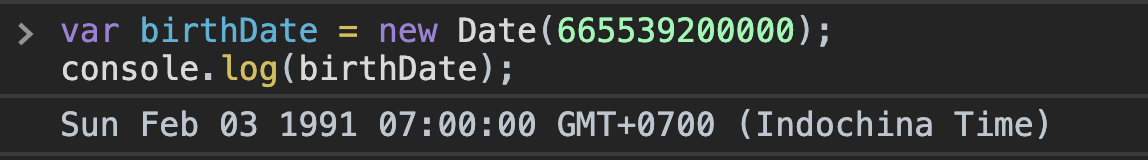 > var birthDate = new Date(665539200000);
console.log(birthDate);
Sun Feb 03 1991 07:00:00 GMT+0700 (Indochina Time)